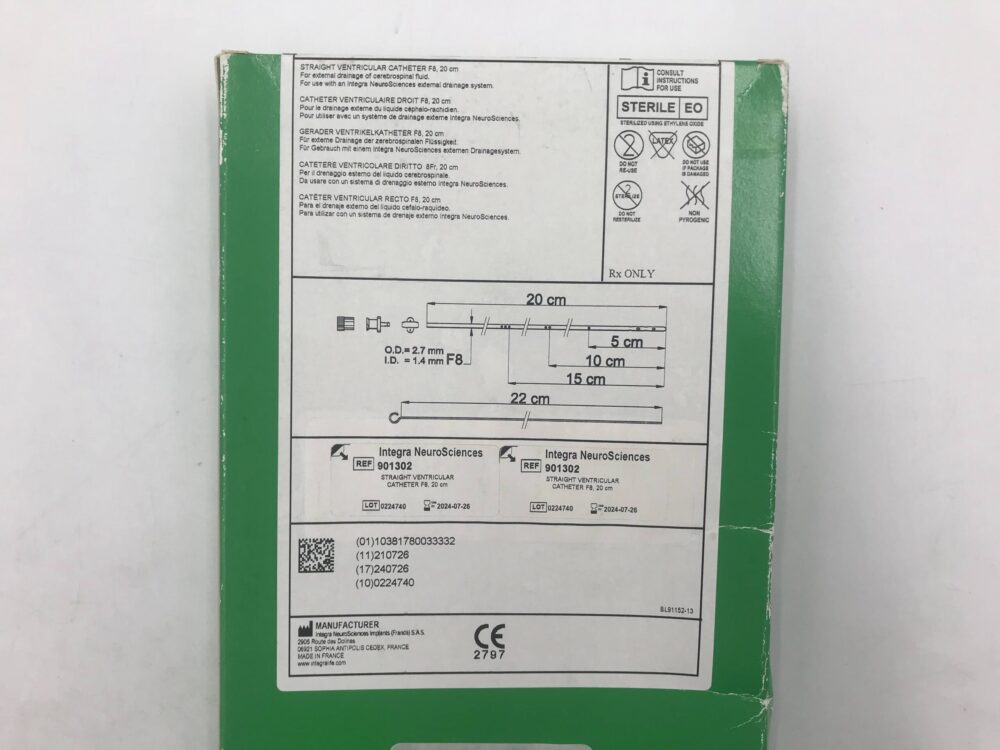 STRAIGHT VENTRICULAR CATHETER F8, 20 cm
For external drainage of cerebrospinal fluid.
For use with an Integra NeuroSciences external drainage system.
CATHETER VENTRICULAIRE DROIT F8, 20 cm
Pour le drainage externe du liquide céphalo-rachidien.
Pour utiliser avec un système de drainage externe Integra NeuroSciences.
GERADER VENTRIKELKATHETER F8, 20 cm
Für externe Drainage der zerebrospinalen Flüssigkeit.
Für Gebrauch mit einem Integra NeuroSciences externen Drainagesystem.
CATETERE VENTRICOLARE DIRITTO 8Fr, 20 cm
Per il drenaggio esterno del liquido cerebrospinale.
Da usare con un sistema di drenaggio esterno Integra NeuroSciences.
CATÉTER VENTRICULAR RECTO F8, 20 cm
Para el drenaje externo del líquido cefalo-raquídeo.
Para utilizar con un sistema de drenaje externo Integra NeuroSciences.
CONSULT
INSTRUCTIONS
FOR USE
STERILE EO
STERILIZED USING ETHYLENE OXIDE
2
DO NOT
RE-USE
LATEX
DO NOT USE
IF PACKAGE
IS DAMAGED
2
STERILIZE
DO NOT
RESTERILIZE
NON
PYROGENIC
Rx ONLY
20 cm
O.D.= 2.7 mm
I.D. = 1.4 mm F8
5 cm
10 cm
15 cm
22 cm
Integra NeuroSciences
REF 901302
STRAIGHT VENTRICULAR
CATHETER F8, 20 cm
LOT 0224740 2024-07-26
Integra NeuroSciences
REF 901302
STRAIGHT VENTRICULAR
CATHETER F8, 20 cm
LOT 0224740 2024-07-26
(01)10381780033332
(11)210726
(17)240726
(10)0224740
SL91152-13
MANUFACTURER
Integra NeuroSciences Implants (France) S.A.S.
2905 Route des Dolines
06921 SOPHIA ANTIPOLIS CEDEX, FRANCE
MADE IN FRANCE
www.integralife.com
CE
2797